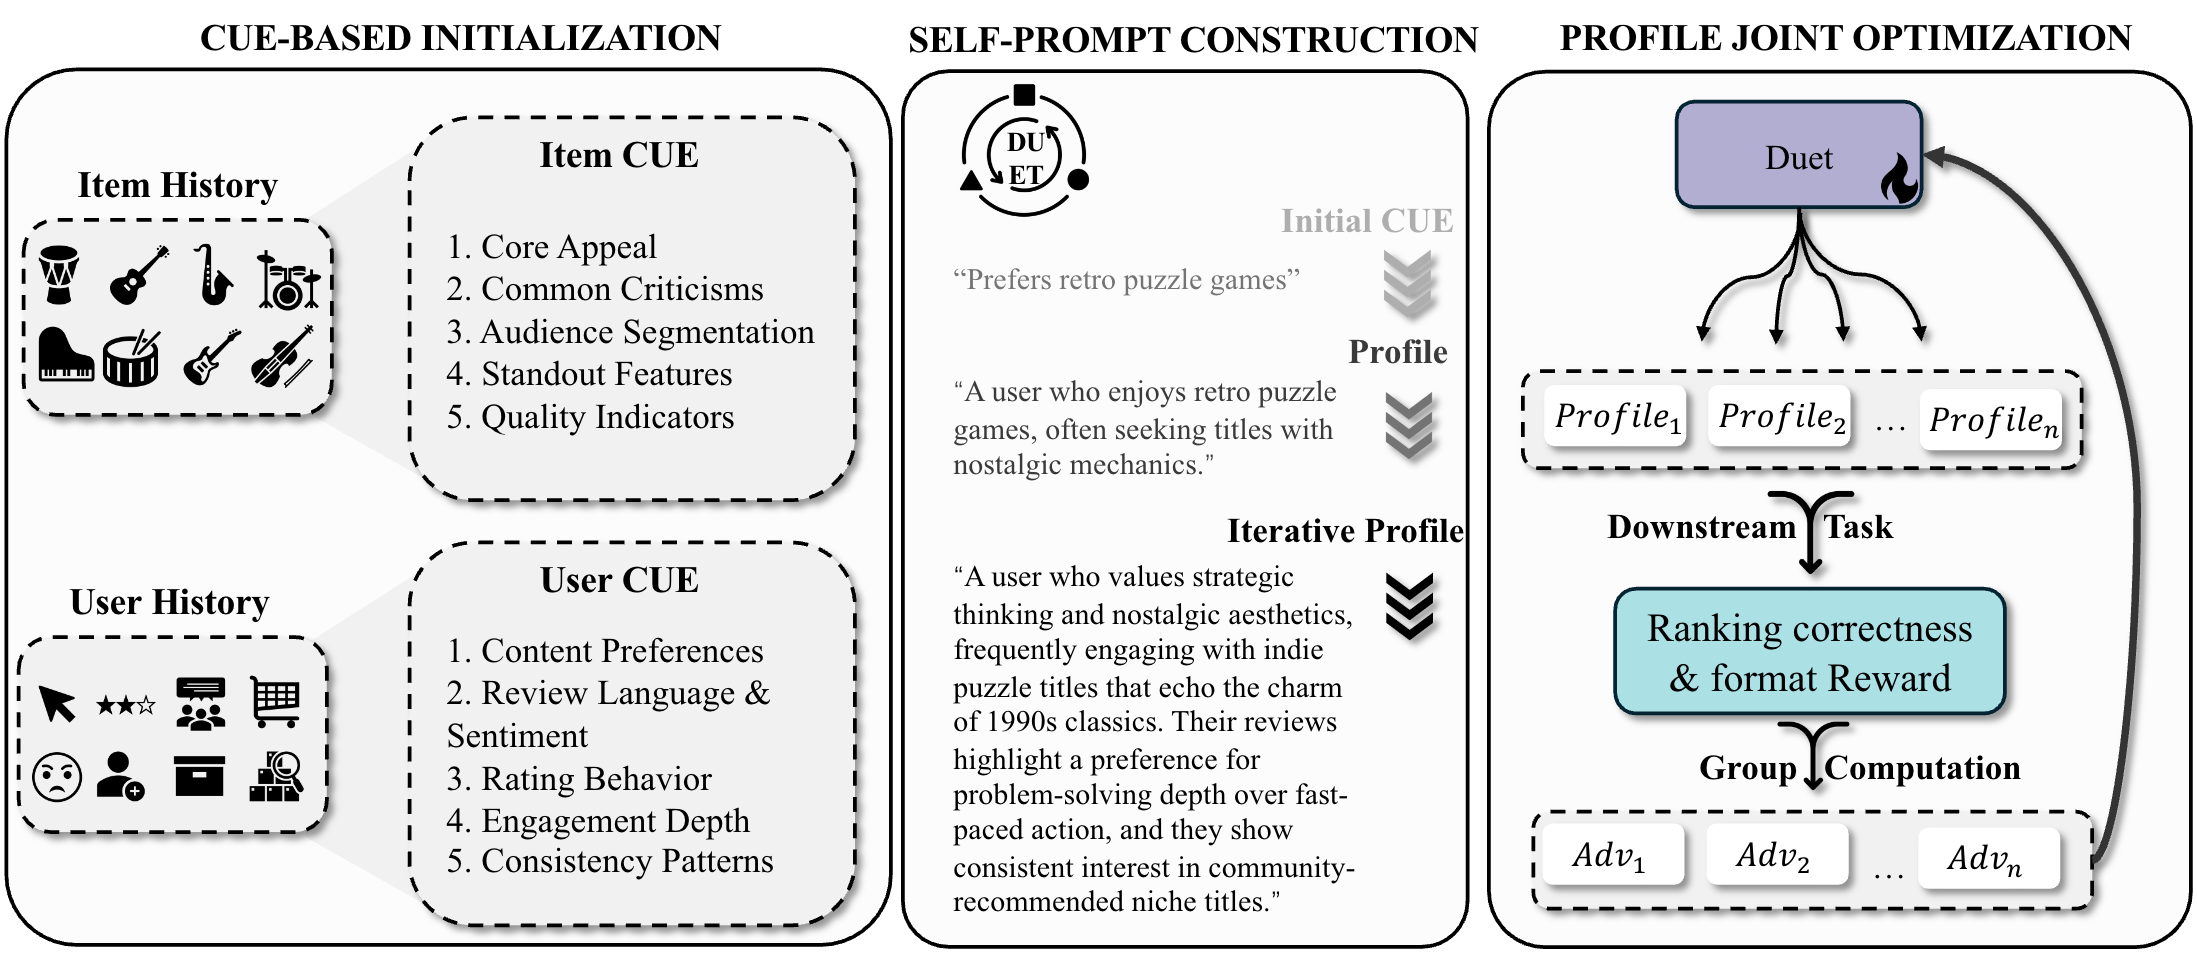 CUE-BASED INITIALIZATION
Item History
Item CUE
1. Core Appeal
2. Common Criticisms
3. Audience Segmentation
4. Standout Features
5. Quality Indicators
User History
User CUE
1. Content Preferences
2. Review Language &
Sentiment
3. Rating Behavior
4. Engagement Depth
5. Consistency Patterns
SELF-PROMPT CONSTRUCTION
DU
ET
Initial CUE
“Prefers retro puzzle games”
Profile
“A user who enjoys retro puzzle
games, often seeking titles with
nostalgic mechanics.”
Iterative Profile
“A user who values strategic
thinking and nostalgic aesthetics,
frequently engaging with indie
puzzle titles that echo the charm
of 1990s classics. Their reviews
highlight a preference for
problem-solving depth over fast-
paced action, and they show
consistent interest in community-
recommended niche titles.”
PROFILE JOINT OPTIMIZATION
Duet
Profile₁ Profile₂ … Profileₙ
Downstream Task
Ranking correctness
& format Reward
Group Computation
Adv₁ Adv₂ … Advₙ